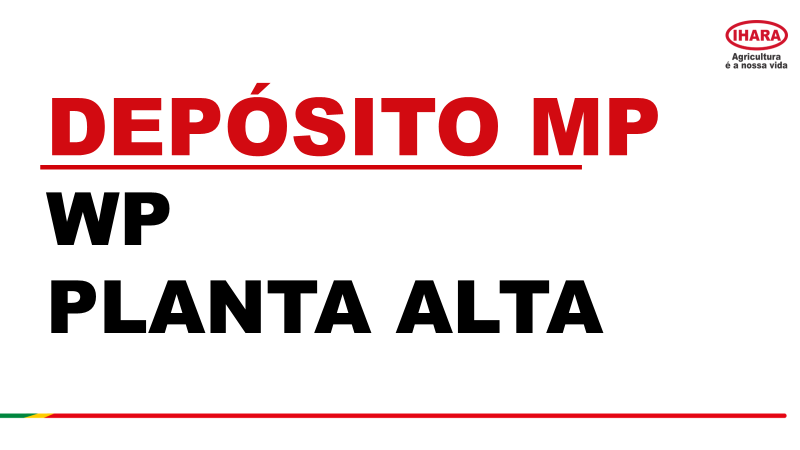 IHARA
Agricultura
é a nossa vida
DEPÓSITO MP
WP
PLANTA ALTA